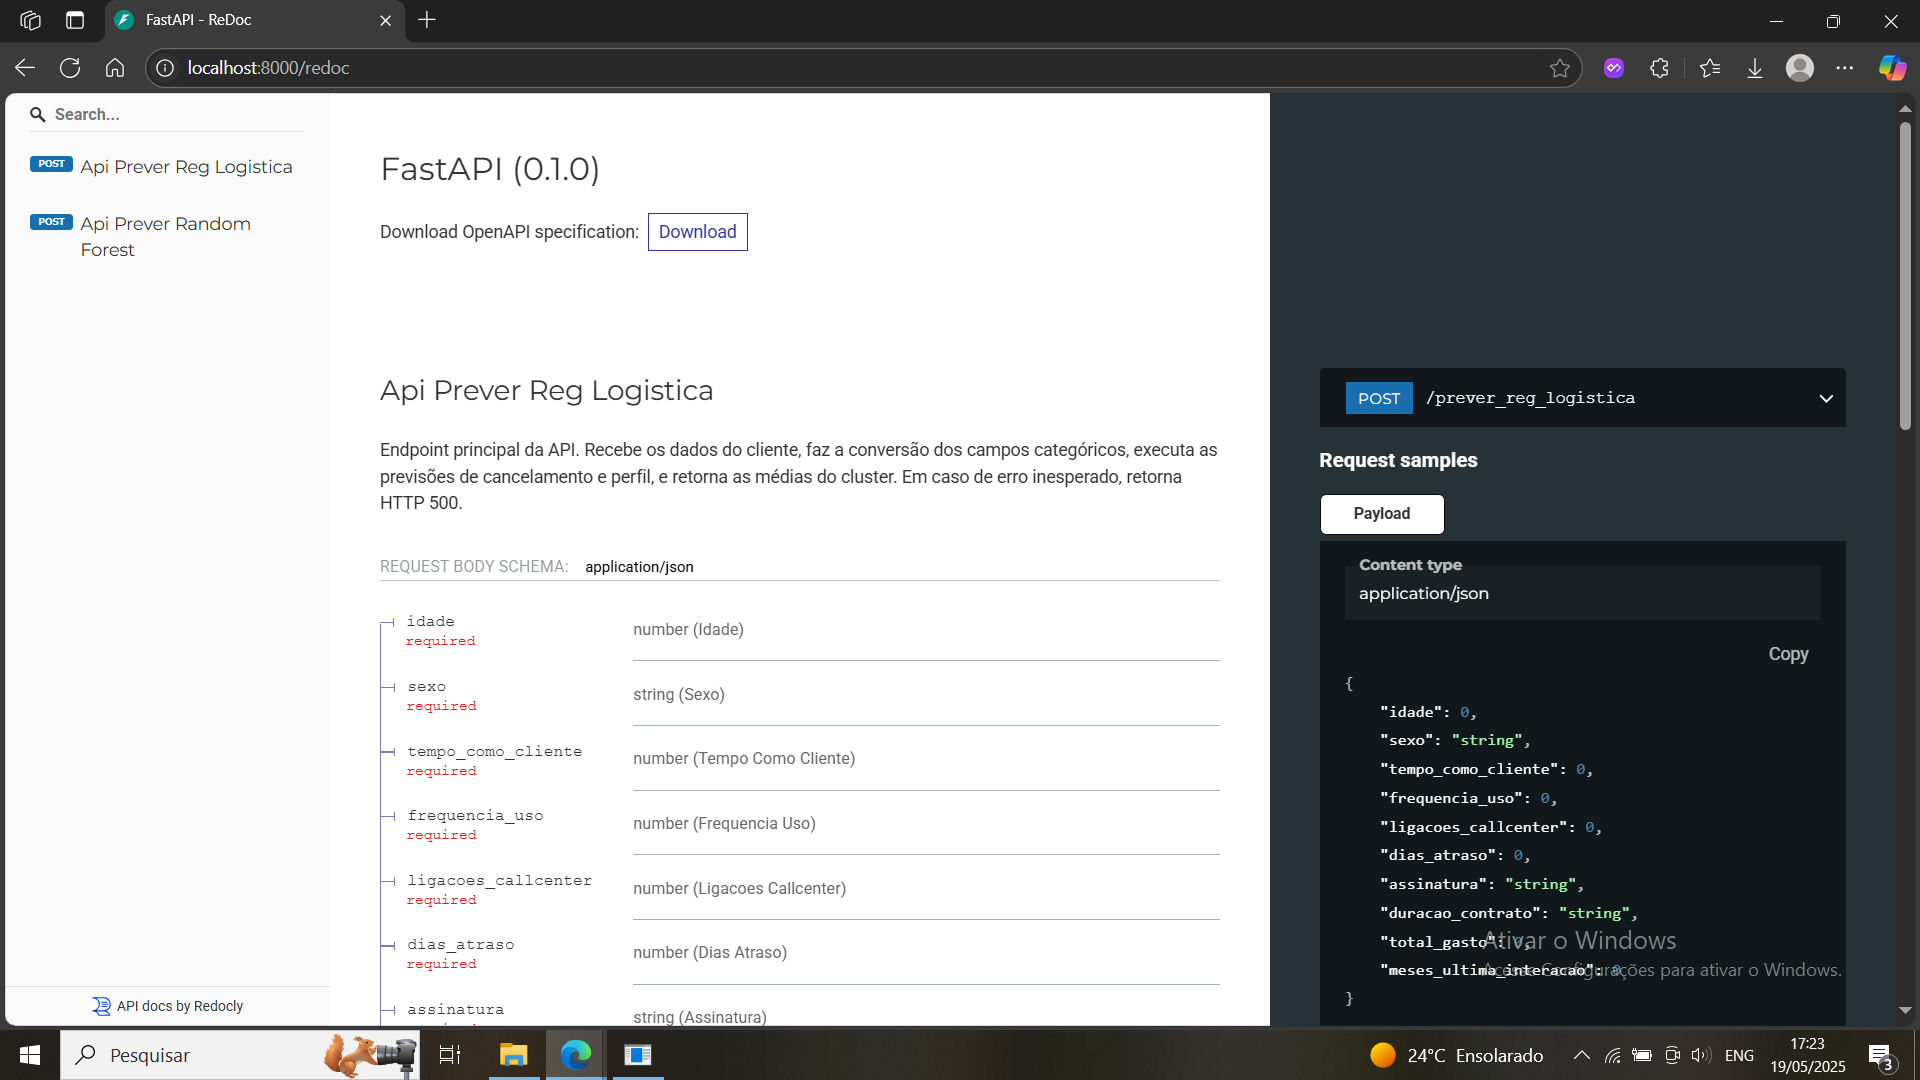 FastAPI - ReDoc
localhost:8000/redoc
Search...
POST Api Prever Reg Logistica
POST Api Prever Random
Forest
API docs by Redocly
FastAPI (0.1.0)
Download OpenAPI specification: Download
Api Prever Reg Logistica
Endpoint principal da API. Recebe os dados do cliente, faz a conversão dos campos categóricos, executa as
previsões de cancelamento e perfil, e retorna as médias do cluster. Em caso de erro inesperado, retorna
HTTP 500.
REQUEST BODY SCHEMA: application/json
idade
required
number (Idade)
sexo
required
string (Sexo)
tempo_como_cliente
required
number (Tempo Como Cliente)
frequencia_uso
required
number (Frequencia Uso)
ligacoes_callcenter
required
number (Ligacoes Callcenter)
dias_atraso
required
number (Dias Atraso)
assinatura
string (Assinatura)
POST /prever_reg_logistica
Request samples
Payload
Content type
application/json
Copy
{
"idade": 0,
"sexo": "string",
"tempo_como_cliente": 0,
"frequencia_uso": 0,
"ligacoes_callcenter": 0,
"dias_atraso": 0,
"assinatura": "string",
"duracao_contrato": "string",
"total_gasto": 0,
"meses_ultima_interacao": 0
}
Ativar o Windows
Acesse Configurações para ativar o Windows.
Pesquisar
24°C Ensolarado
ENG
17:23
19/05/2025
3